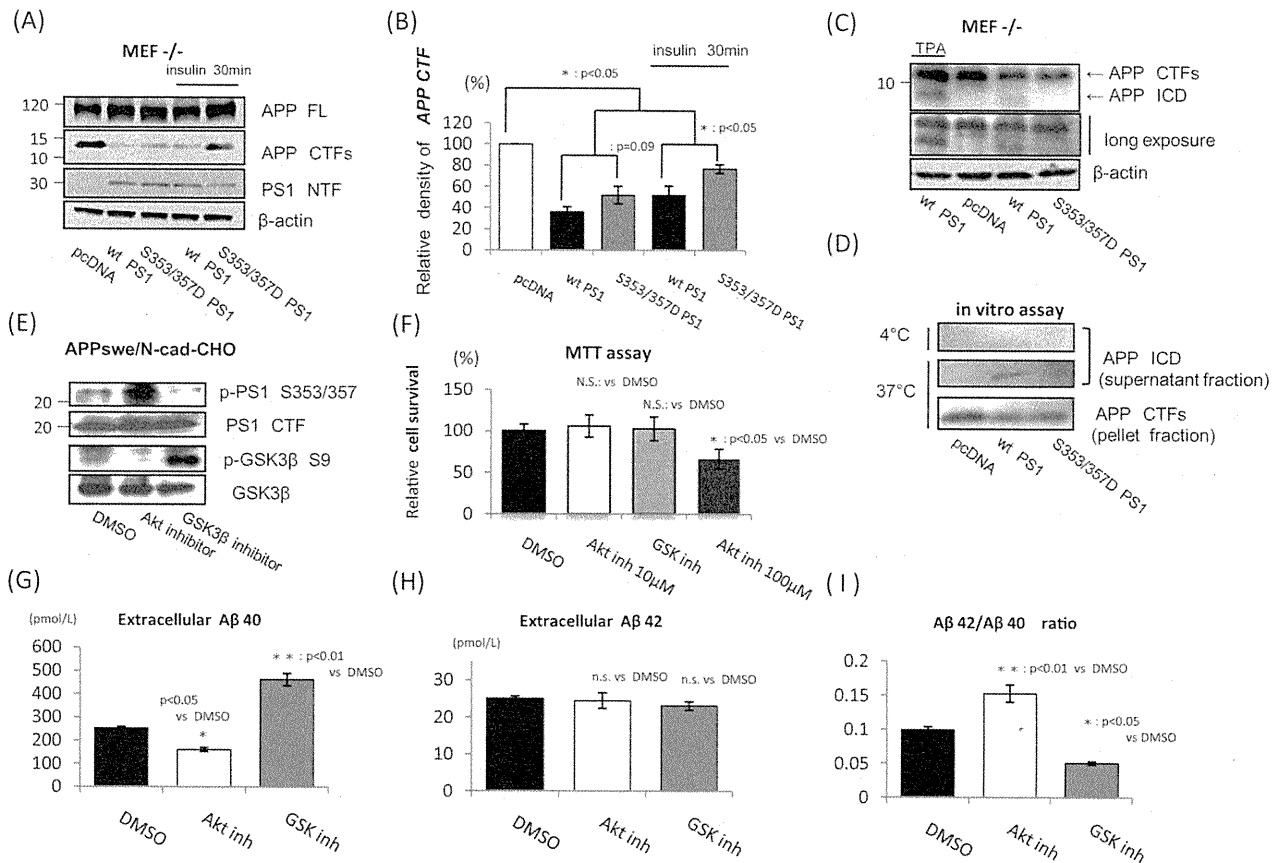 (A)
MEF -/-
insulin 30min
120
APP FL
15
10
APP CTFs
30
PS1 NTF
β-actin
pcDNA
wt PS1
S353/357D PS1
wt PS1
S353/357D PS1
(B)
insulin 30min
(%)
* : p<0.05
Relative density of APP CTF
120
100
80
60
40
20
0
: p=0.09
* : p<0.05
pcDNA
wt PS1
S353/357D PS1
wt PS1
S353/357D PS1
(C)
MEF -/-
TPA
10
← APP CTFs
← APP ICD
long exposure
β-actin
wt PS1
pcDNA
wt PS1
S353/357D PS1
(D)
in vitro assay
4°C
37°C
APP ICD
(supernatant fraction)
APP CTFs
(pellet fraction)
pcDNA
wt PS1
S353/357D PS1
(E)
APPswe/N-cad-CHO
20
p-PS1 S353/357
20
PS1 CTF
p-GSK3β S9
GSK3β
DMSO
Akt inhibitor
GSK3β inhibitor
(F)
(%)
MTT assay
Relative cell survival
150
100
50
0
N.S.: vs DMSO
N.S.: vs DMSO
* : p<0.05 vs DMSO
DMSO
Akt inh 10μM
GSK inh
Akt inh 100μM
(G)
(pmol/L)
Extracellular Aβ 40
600
500
400
300
200
100
0
p<0.05
vs DMSO
*
* * : p<0.01
vs DMSO
DMSO
Akt inh
GSK inh
(H)
Extracellular Aβ 42
(pmol/L)
30
20
10
0
n.s. vs DMSO
n.s. vs DMSO
DMSO
Akt inh
GSK inh
(I)
Aβ 42/Aβ 40 ratio
0.2
0.15
0.1
0.05
0
* * : p<0.01 vs DMSO
* : p<0.05
vs DMSO
DMSO
Akt inh
GSK inh